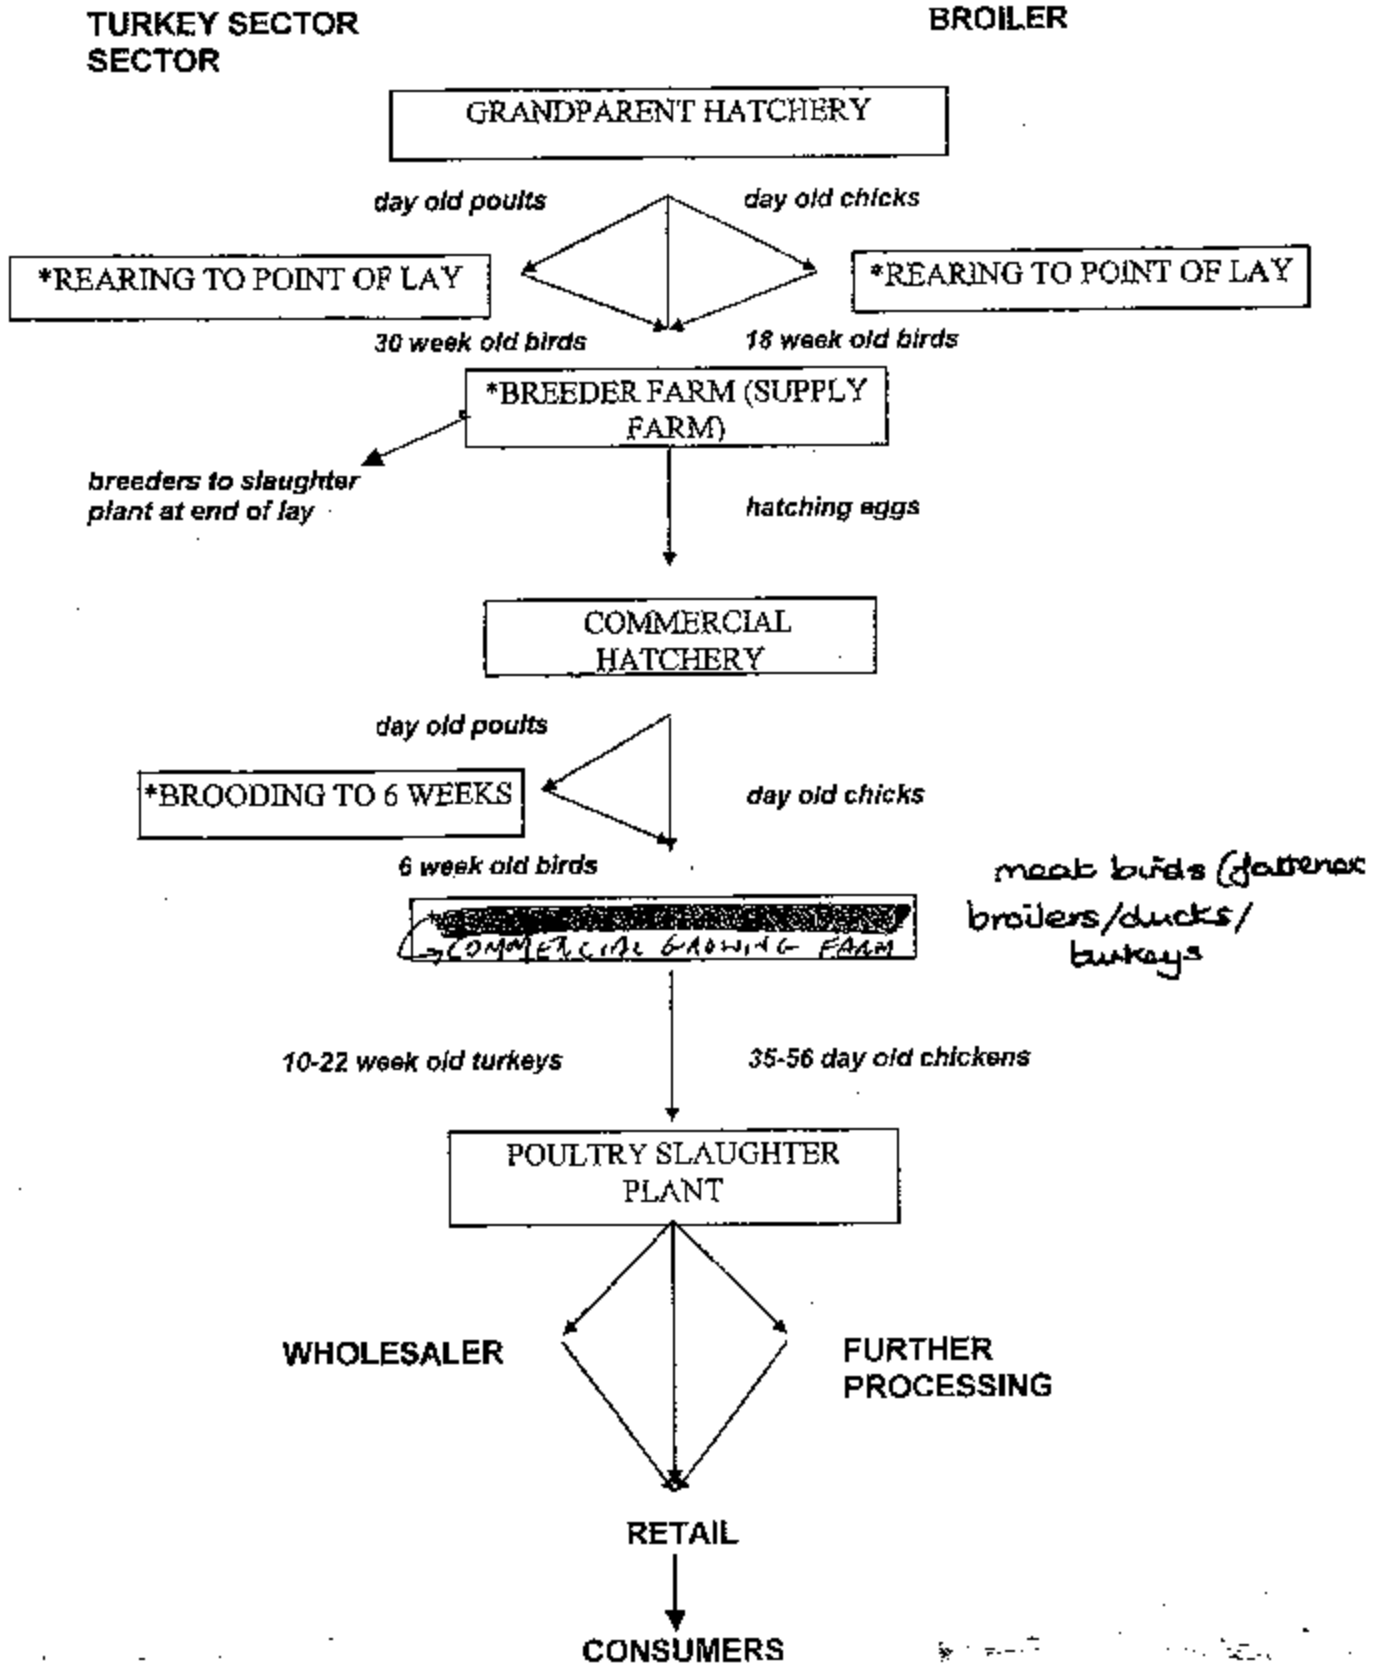 TURKEY SECTOR
BROILER
SECTOR
GRANDPARENT HATCHERY
day old poults
day old chicks
*REARING TO POINT OF LAY
*REARING TO POINT OF LAY
30 week old birds
18 week old birds
*BREEDER FARM (SUPPLY
FARM)
breeders to slaughter
plant at end of lay
hatching eggs
COMMERCIAL
HATCHERY
day old poults
*BROODING TO 6 WEEKS
day old chicks
6 week old birds
meat birds (fattener
broilers/ducks/
turkeys
COMMERCIAL GROWING FARM
10-22 week old turkeys
35-56 day old chickens
POULTRY SLAUGHTER
PLANT
WHOLESALER
FURTHER
PROCESSING
RETAIL
CONSUMERS